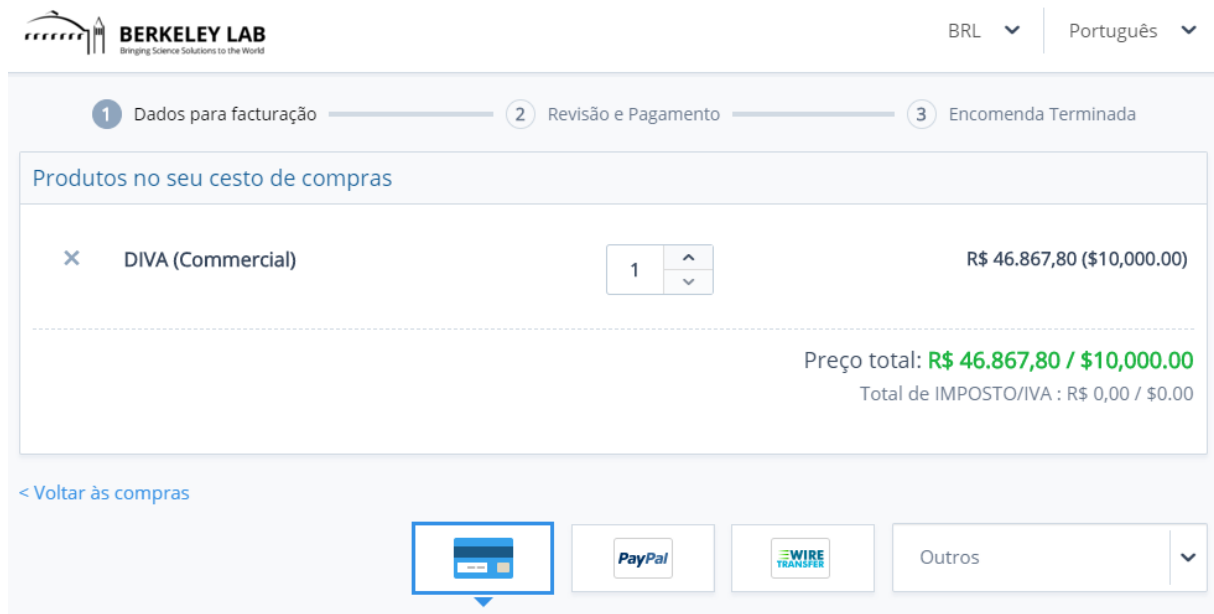 BERKELEY LAB
Bringing Science Solutions to the World
BRL
Português
1 Dados para facturação
2 Revisão e Pagamento
3 Encomenda Terminada
Produtos no seu cesto de compras
DIVA (Commercial)
1
R$ 46.867,80 ($10,000.00)
Preço total: R$ 46.867,80 / $10,000.00
Total de IMPOSTO/IVA : R$ 0,00 / $0.00
< Voltar às compras
PayPal
WIRE
TRANSFER
Outros